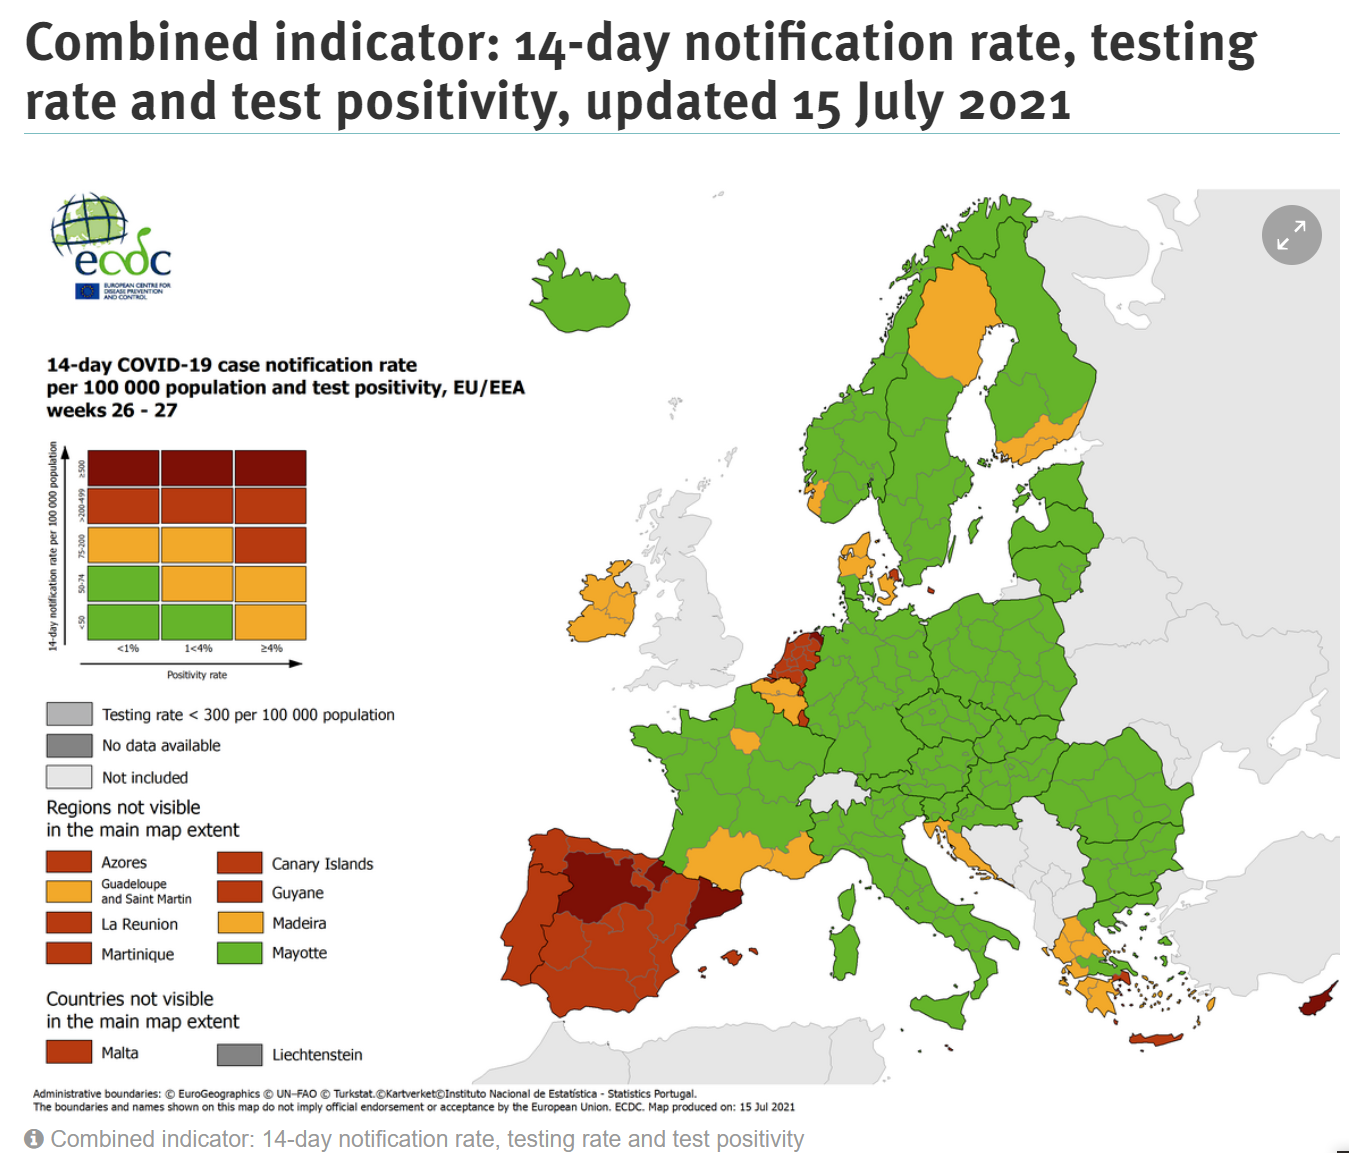 Combined indicator: 14-day notification rate, testing
rate and test positivity, updated 15 July 2021
ecdc
EUROPEAN CENTRE FOR
DISEASE PREVENTION
AND CONTROL
14-day COVID-19 case notification rate
per 100 000 population and test positivity, EU/EEA
weeks 26 - 27
14-day notification rate per 100 000 population
≥500
>200-499
75-200
50-74
<50
<1%
1<4%
≥4%
Positivity rate
Testing rate < 300 per 100 000 population
No data available
Not included
Regions not visible
in the main map extent
Azores
Canary Islands
Guadeloupe
and Saint Martin
Guyane
La Reunion
Madeira
Martinique
Mayotte
Countries not visible
in the main map extent
Malta
Liechtenstein
Administrative boundaries: © EuroGeographics © UN–FAO © Turkstat.©Kartverket©Instituto Nacional de Estatística - Statistics Portugal.
The boundaries and names shown on this map do not imply official endorsement or acceptance by the European Union. ECDC. Map produced on: 15 Jul 2021
Combined indicator: 14-day notification rate, testing rate and test positivity